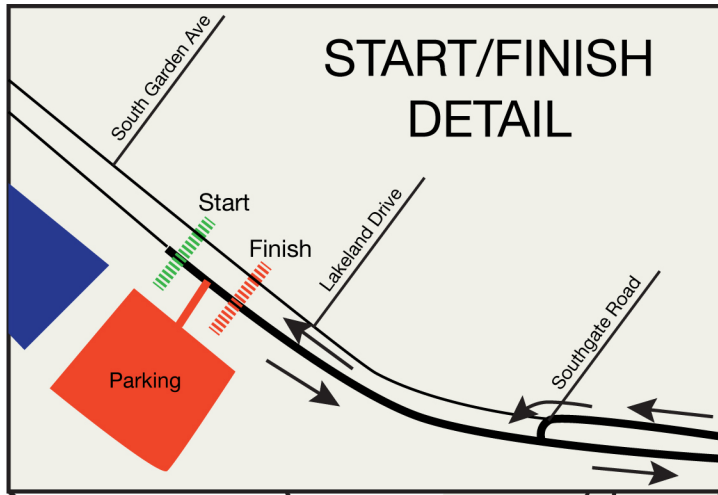 START/FINISH
DETAIL
South Garden Ave
Start
Finish
Lakeland Drive
Southgate Road
Parking